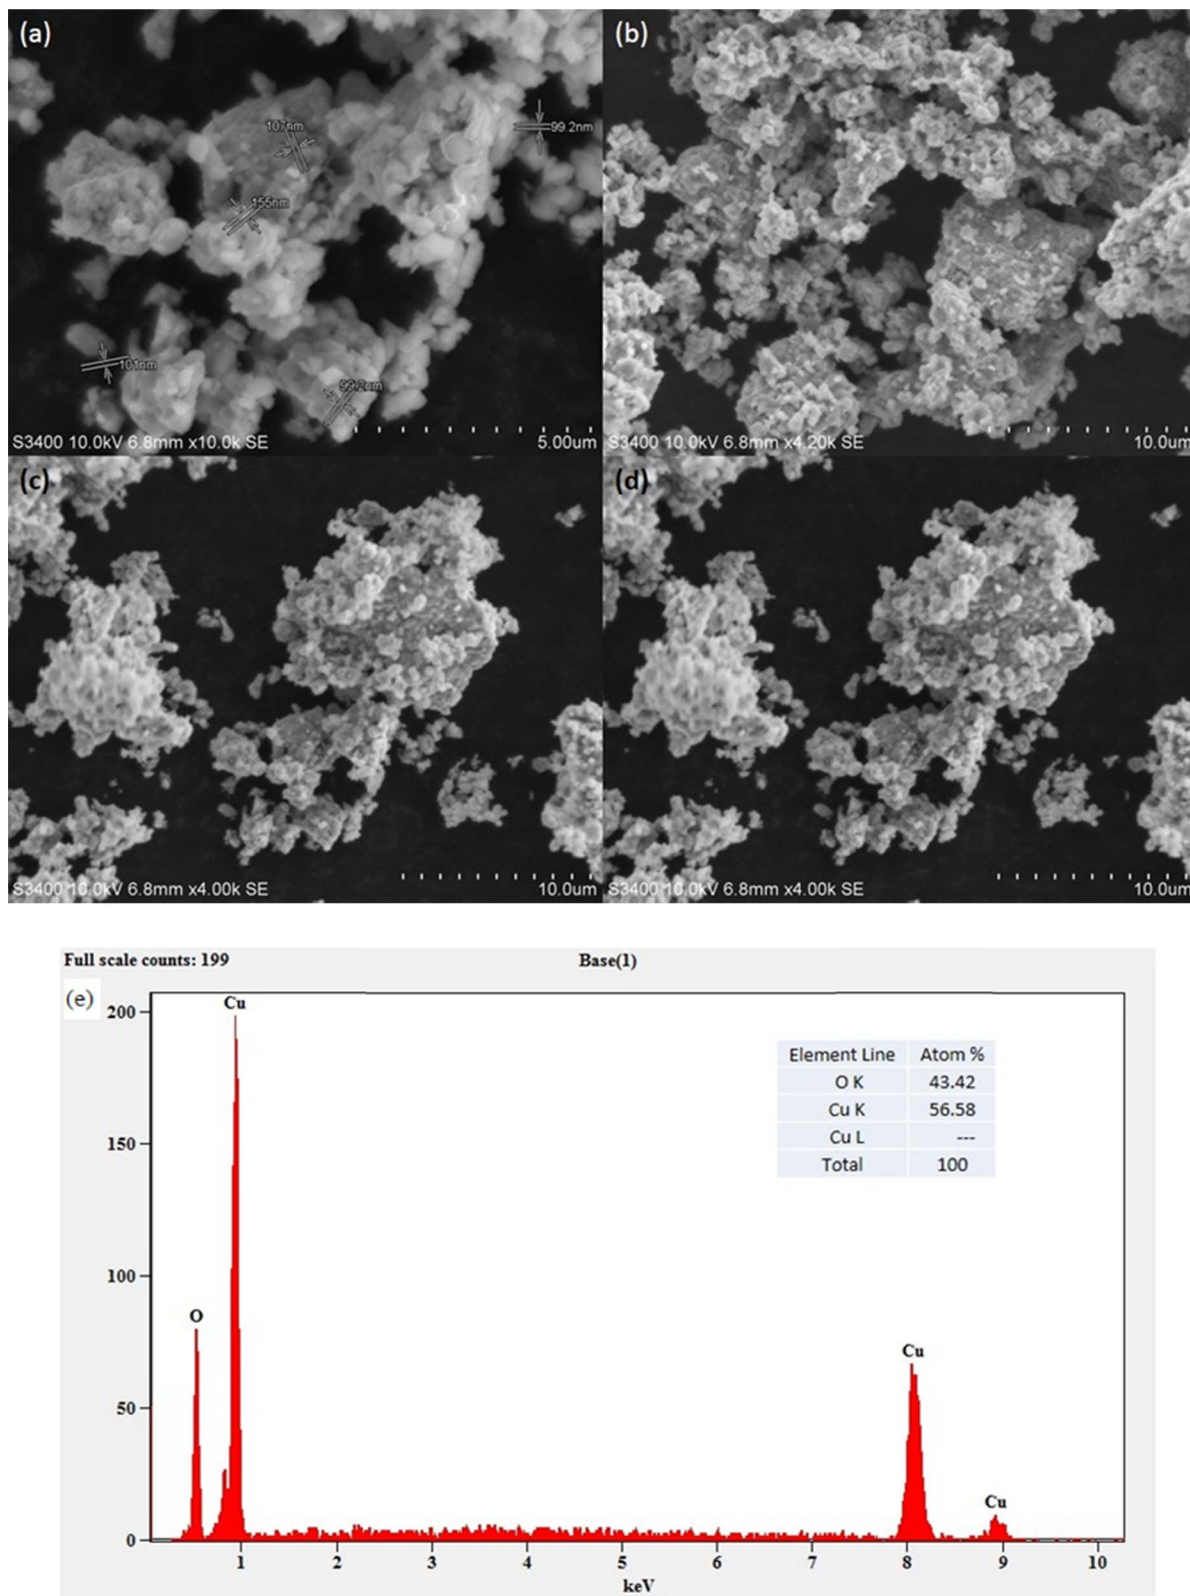 (a)
107nm
99.2nm
155nm
101nm
99.2nm
S3400 10.0kV 6.8mm x10.0k SE
5.00um
(b)
S3400 10.0kV 6.8mm x4.20k SE
10.0um
(c)
S3400 10.0kV 6.8mm x4.00k SE
10.0um
(d)
S3400 10.0kV 6.8mm x4.00k SE
10.0um
Full scale counts: 199
Base(1)
(e)
200
150
100
50
0
Cu
O
Cu
Cu
Element Line Atom %
O K 43.42
Cu K 56.58
Cu L ---
Total 100
1 2 3 4 5 6 7 8 9 10
keV